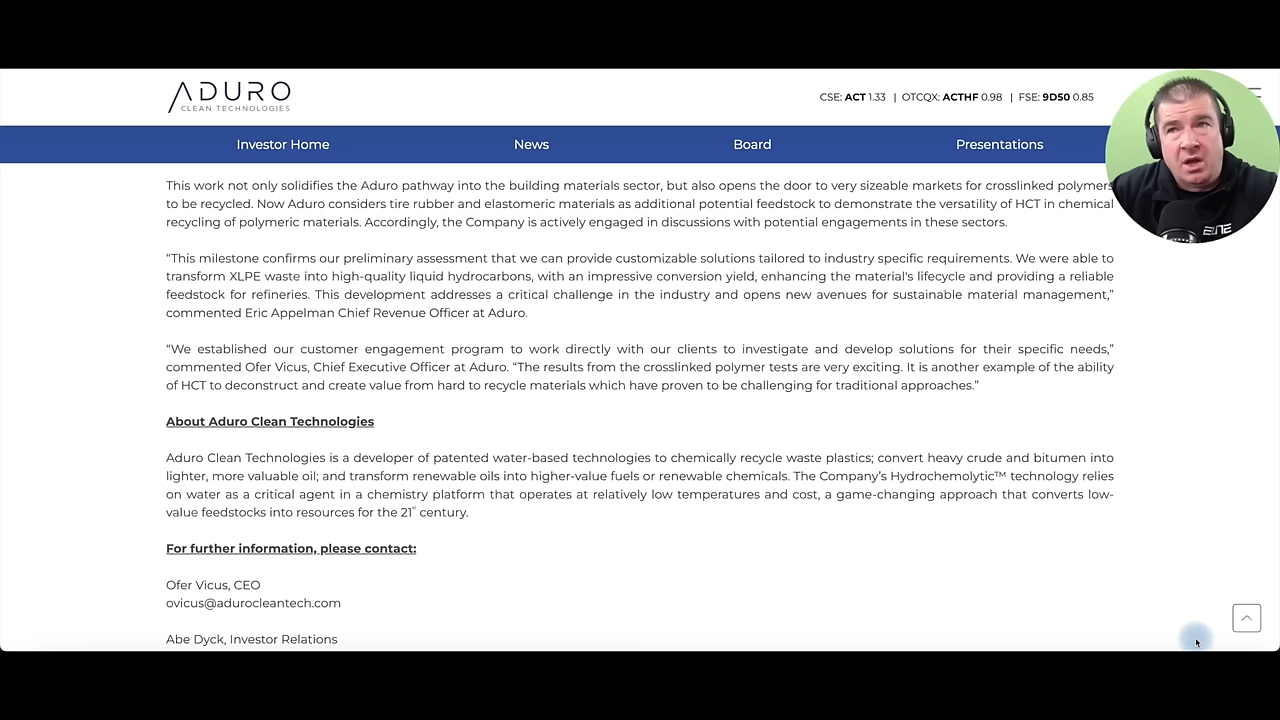 ADURO
CLEAN TECHNOLOGIES
CSE: ACT 1.33 | OTCQX: ACTHF 0.98 | FSE: 9D50 0.85
Investor Home News Board Presentations
This work not only solidifies the Aduro pathway into the building materials sector, but also opens the door to very sizeable markets for crosslinked polymers
to be recycled. Now Aduro considers tire rubber and elastomeric materials as additional potential feedstock to demonstrate the versatility of HCT in chemical
recycling of polymeric materials. Accordingly, the Company is actively engaged in discussions with potential engagements in these sectors.
“This milestone confirms our preliminary assessment that we can provide customizable solutions tailored to industry specific requirements. We were able to
transform XLPE waste into high-quality liquid hydrocarbons, with an impressive conversion yield, enhancing the material's lifecycle and providing a reliable
feedstock for refineries. This development addresses a critical challenge in the industry and opens new avenues for sustainable material management,”
commented Eric Appelman Chief Revenue Officer at Aduro.
“We established our customer engagement program to work directly with our clients to investigate and develop solutions for their specific needs,”
commented Ofer Vicus, Chief Executive Officer at Aduro. “The results from the crosslinked polymer tests are very exciting. It is another example of the ability
of HCT to deconstruct and create value from hard to recycle materials which have proven to be challenging for traditional approaches.”
About Aduro Clean Technologies
Aduro Clean Technologies is a developer of patented water-based technologies to chemically recycle waste plastics; convert heavy crude and bitumen into
lighter, more valuable oil; and transform renewable oils into higher-value fuels or renewable chemicals. The Company’s Hydrochemolytic™ technology relies
on water as a critical agent in a chemistry platform that operates at relatively low temperatures and cost, a game-changing approach that converts low-
value feedstocks into resources for the 21st century.
For further information, please contact:
Ofer Vicus, CEO
ovicus@adurocleantech.com
Abe Dyck, Investor Relations